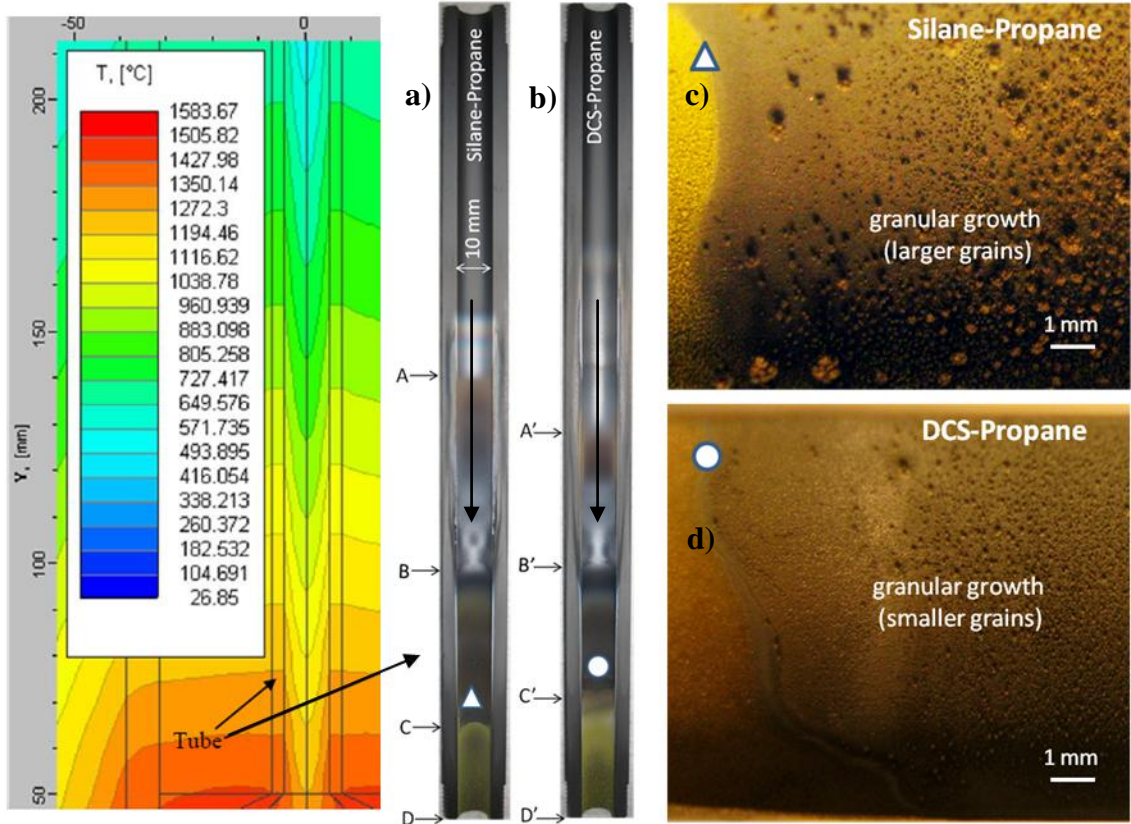 -50
0
T, [°C]
1583.67
1505.82
1427.98
1350.14
1272.3
1194.46
1116.62
1038.78
960.939
883.098
805.258
727.417
649.576
571.735
493.895
416.054
338.213
260.372
182.532
104.691
26.85
200
150
100
50
Y, [mm]
Tube
a)
Silane-Propane
10 mm
A
B
C
D
b)
DCS-Propane
A'
B'
C'
D'
c)
Silane-Propane
granular growth
(larger grains)
1 mm
d)
DCS-Propane
granular growth
(smaller grains)
1 mm